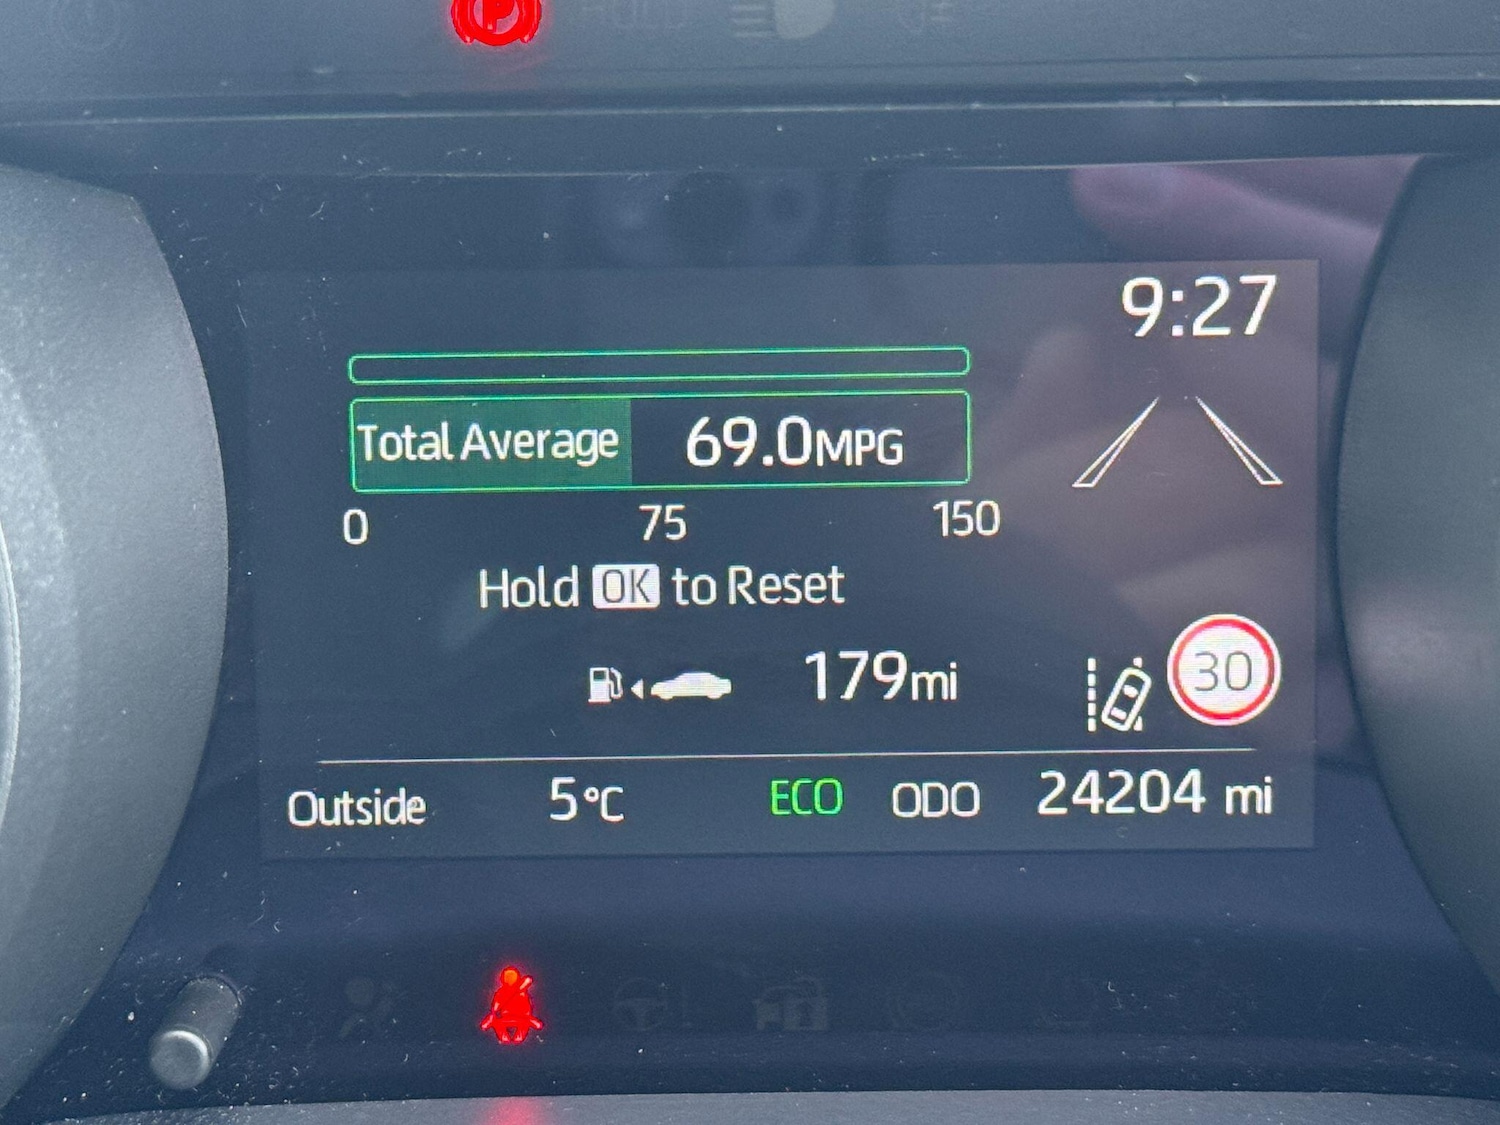 HOLD
9:27
Total Average 69.0MPG
0 75 150
Hold OK to Reset
179mi
30
Outside 5°C ECO ODO 24204 mi